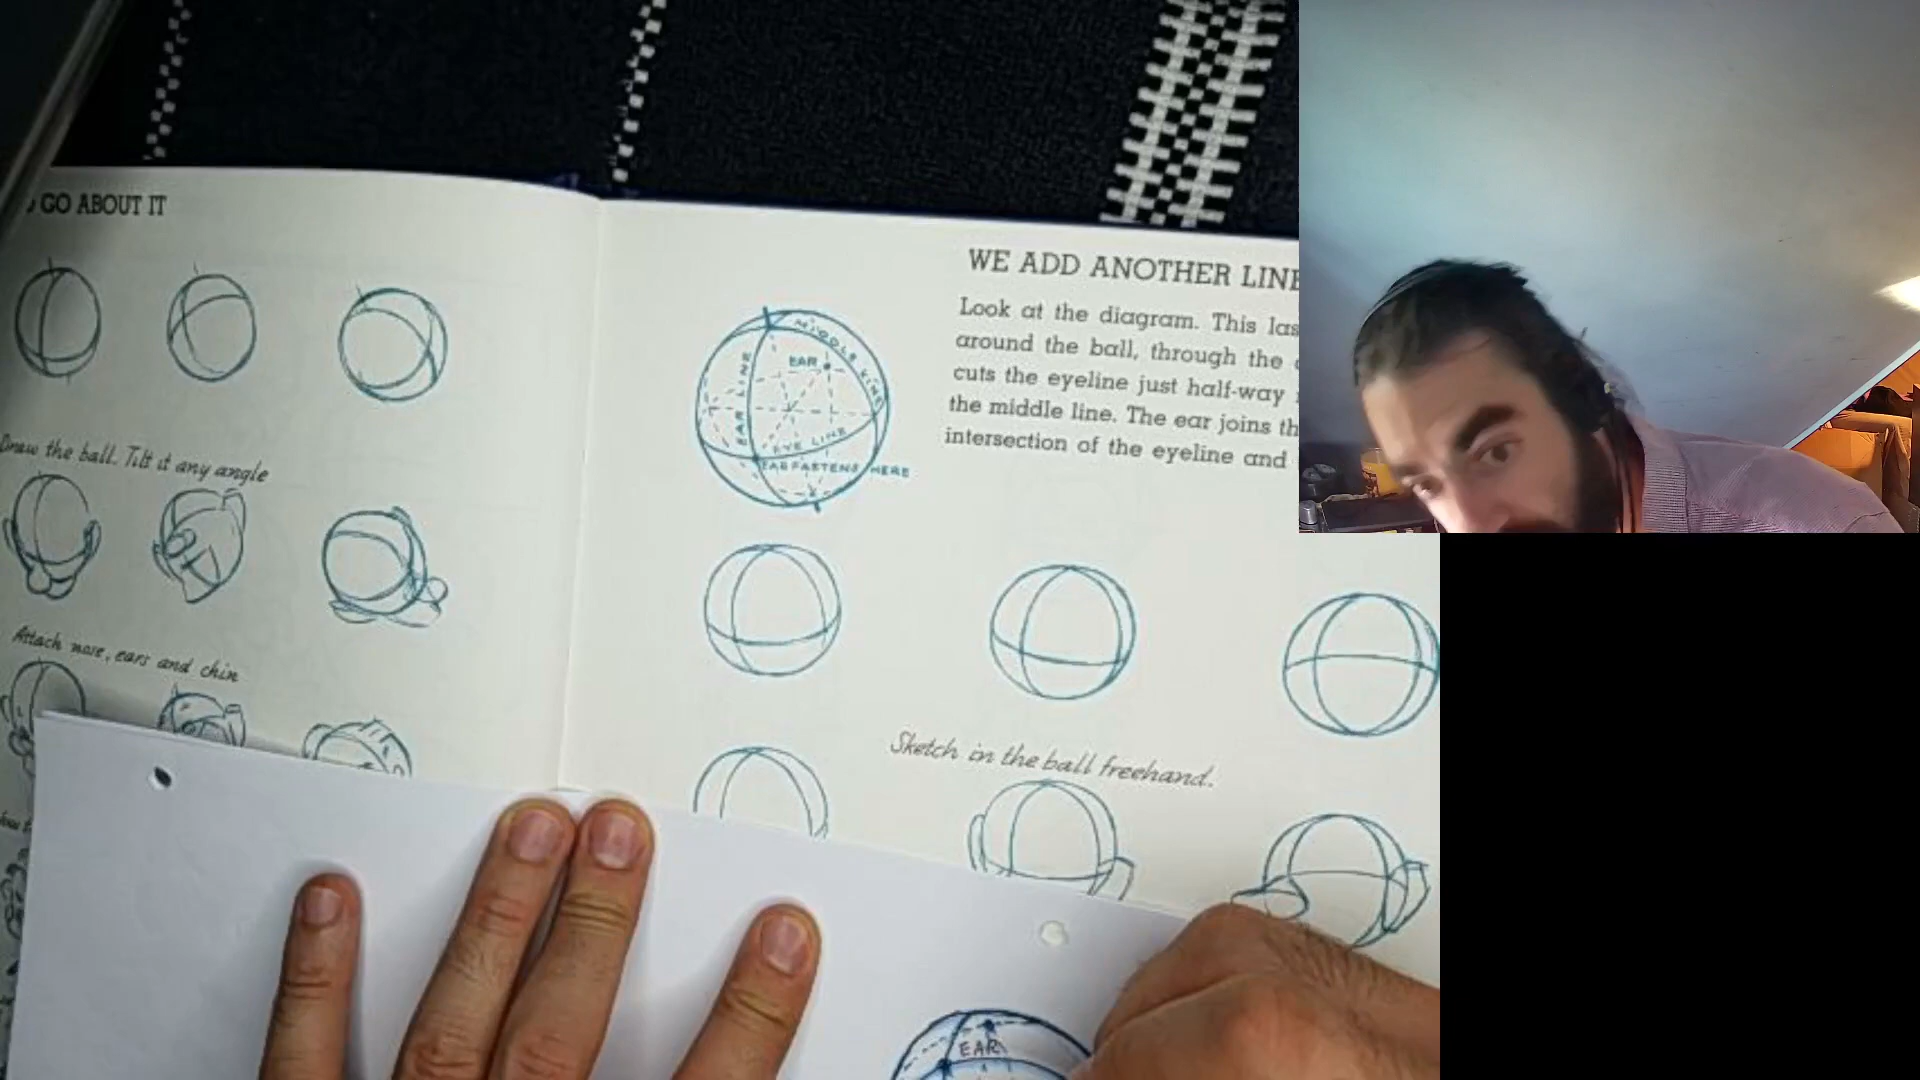 GO ABOUT IT
Draw the ball. Tilt it any angle
Attach nose, ears and chin
WE ADD ANOTHER LINE
Look at the diagram. This las
around the ball, through the
cuts the eyeline just half-way
the middle line. The ear joins th
intersection of the eyeline and
MIDDLE LINE
EAR
EAR LINE
EYE LINE
EAR FASTENS HERE
Sketch in the ball freehand.
EAR